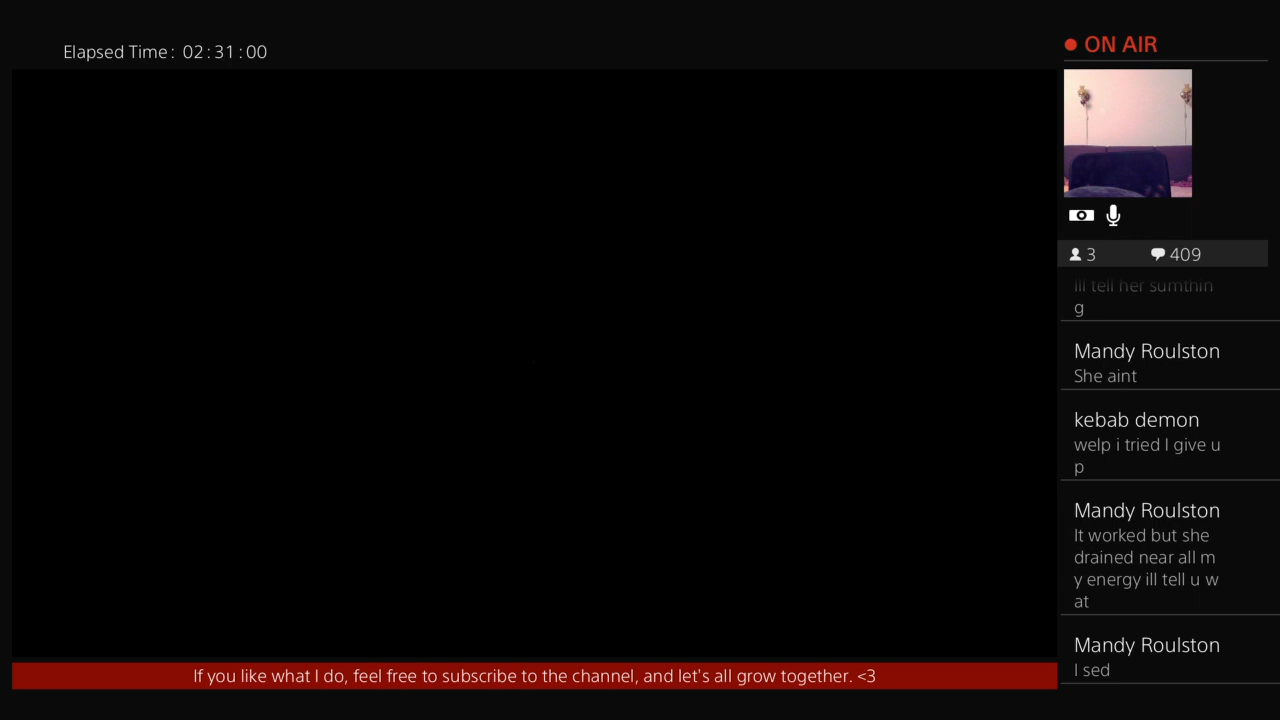 Elapsed Time: 02:31:00
ON AIR
3 409
ill tell her sumthin
g
Mandy Roulston
She aint
kebab demon
welp i tried I give u
p
Mandy Roulston
It worked but she
drained near all m
y energy ill tell u w
at
Mandy Roulston
I sed
If you like what I do, feel free to subscribe to the channel, and let's all grow together. <3